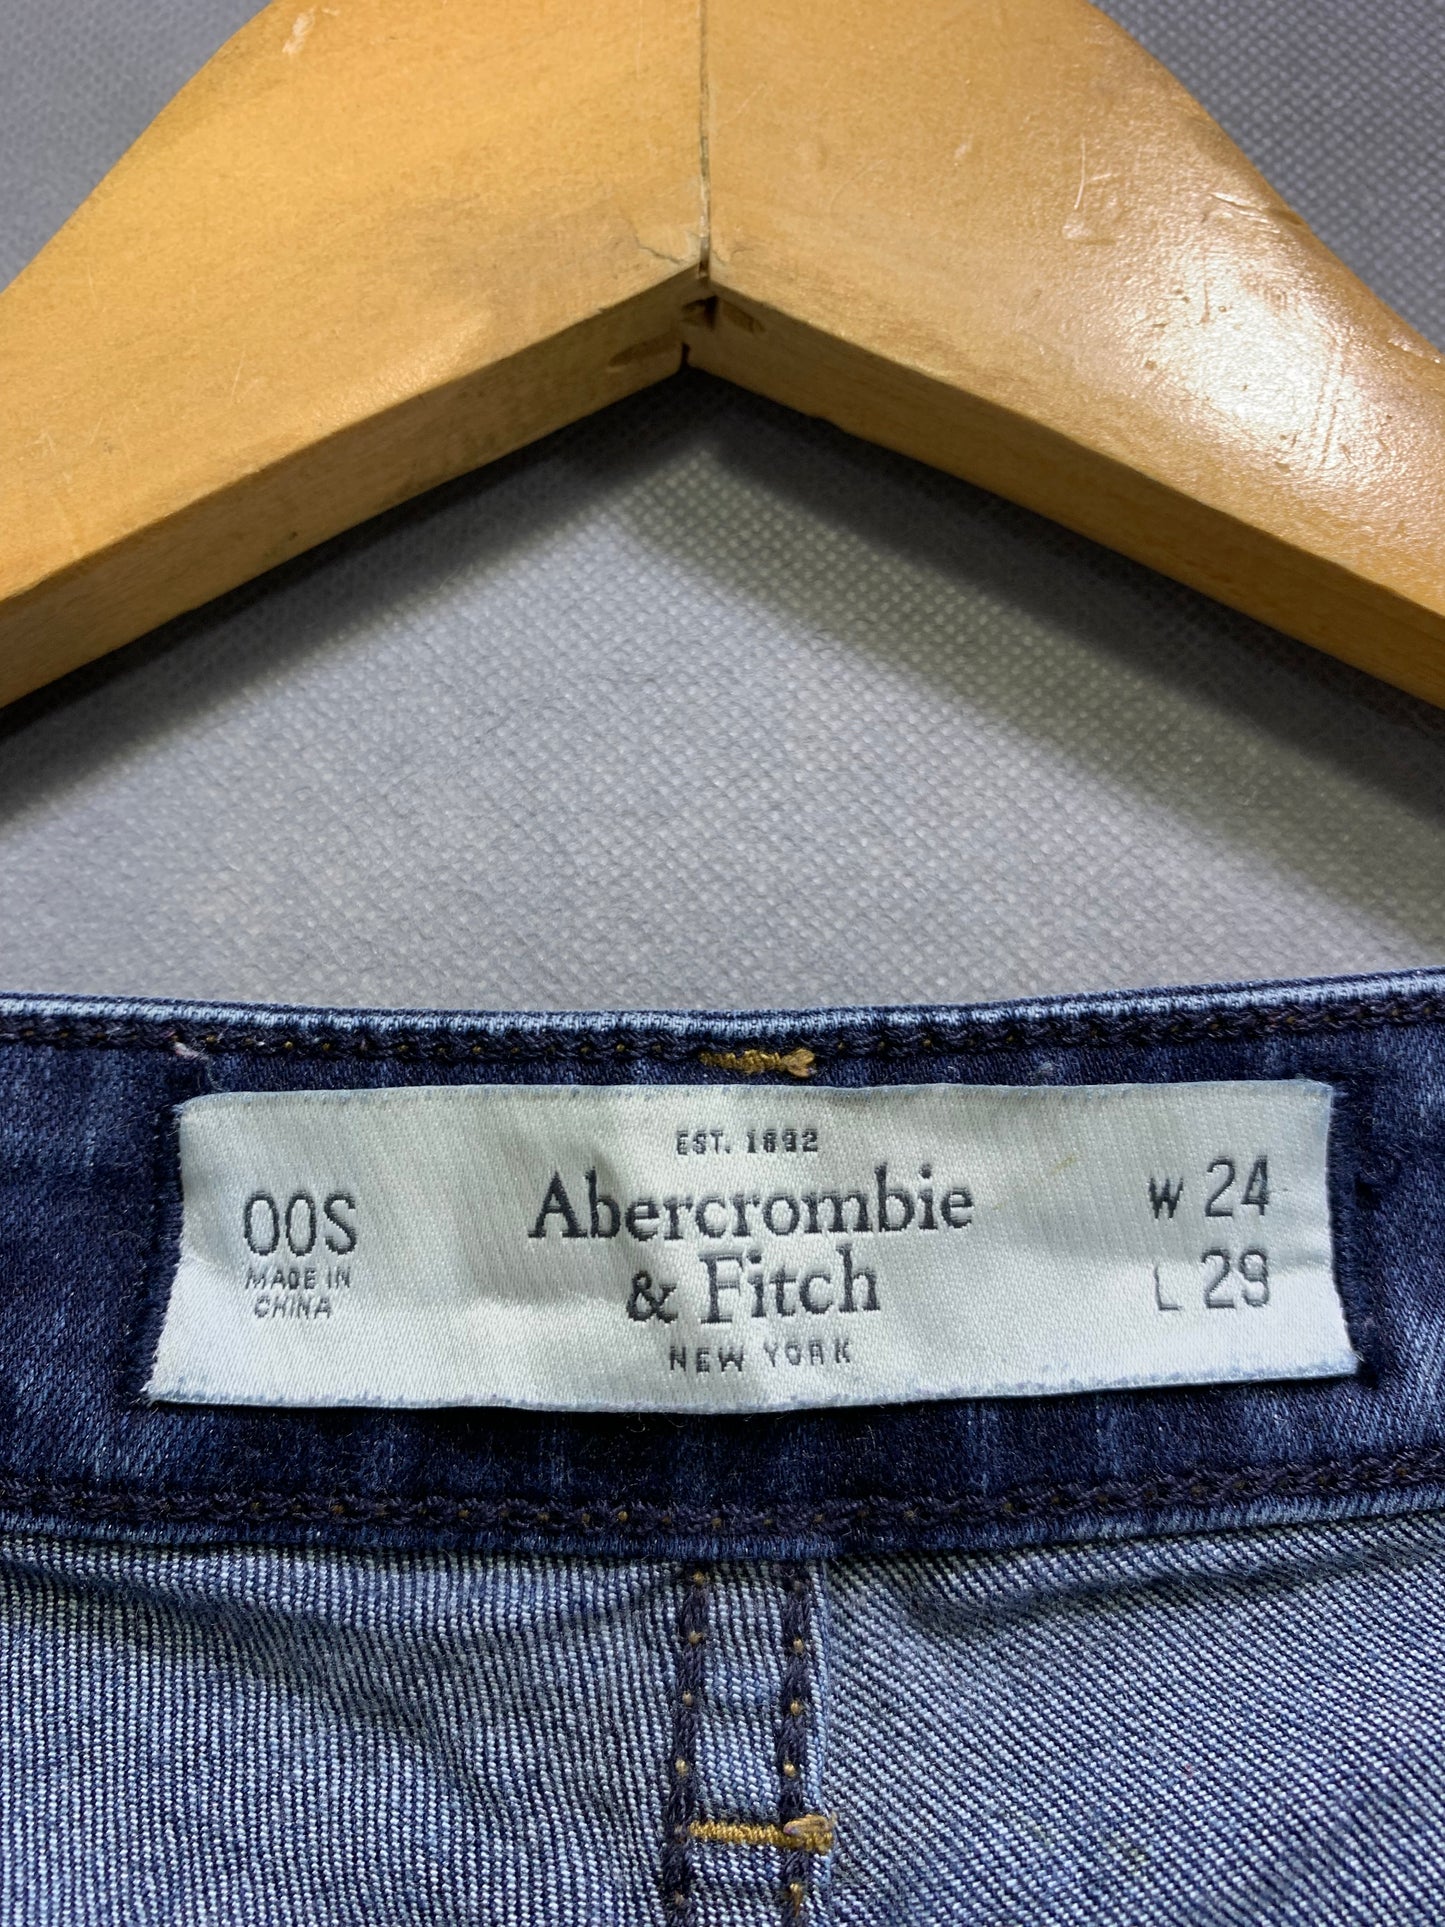 EST. 1892
Abercrombie
& Fitch
NEW YORK
00S
MADE IN
CHINA
W 24
L 29